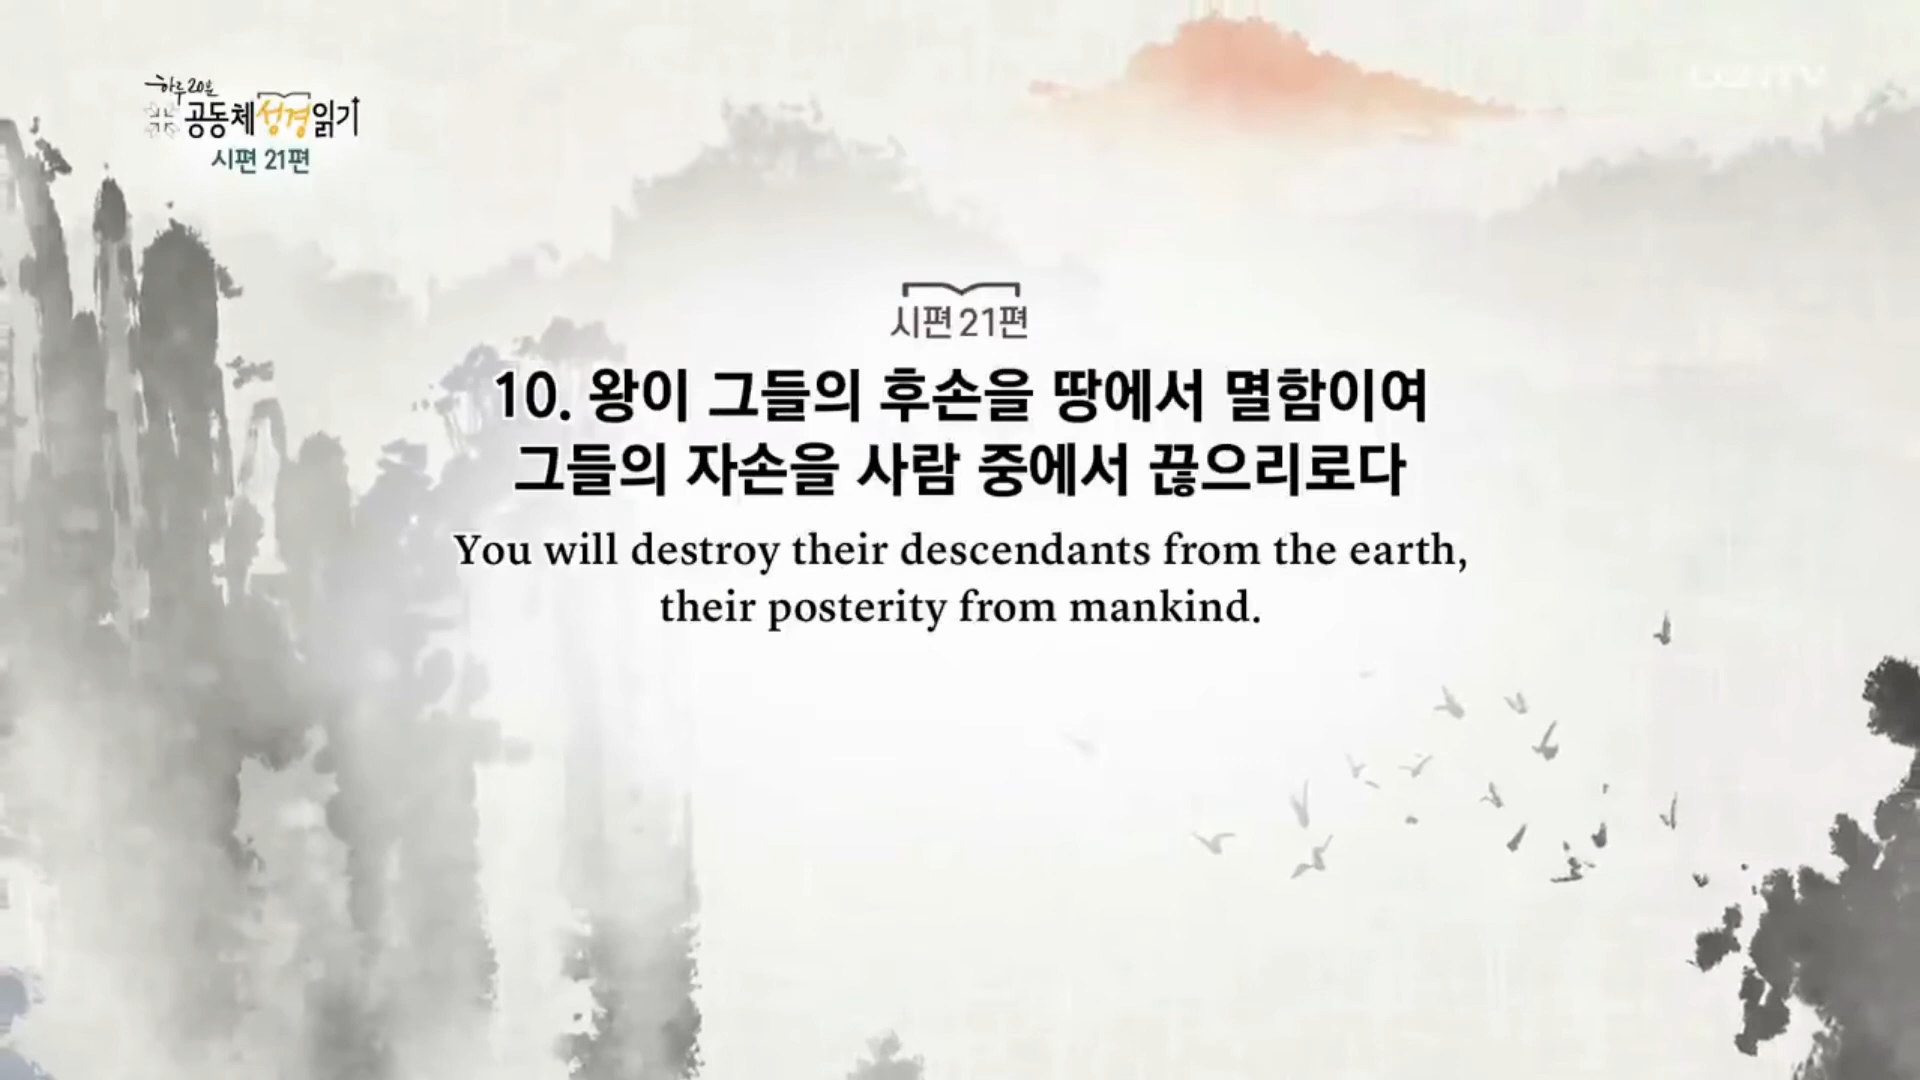 하루 20분
공동체성경읽기
시편 21편
CGNTV
시편 21편
10. 왕이 그들의 후손을 땅에서 멸함이여
그들의 자손을 사람 중에서 끊으리로다
You will destroy their descendants from the earth,
their posterity from mankind.